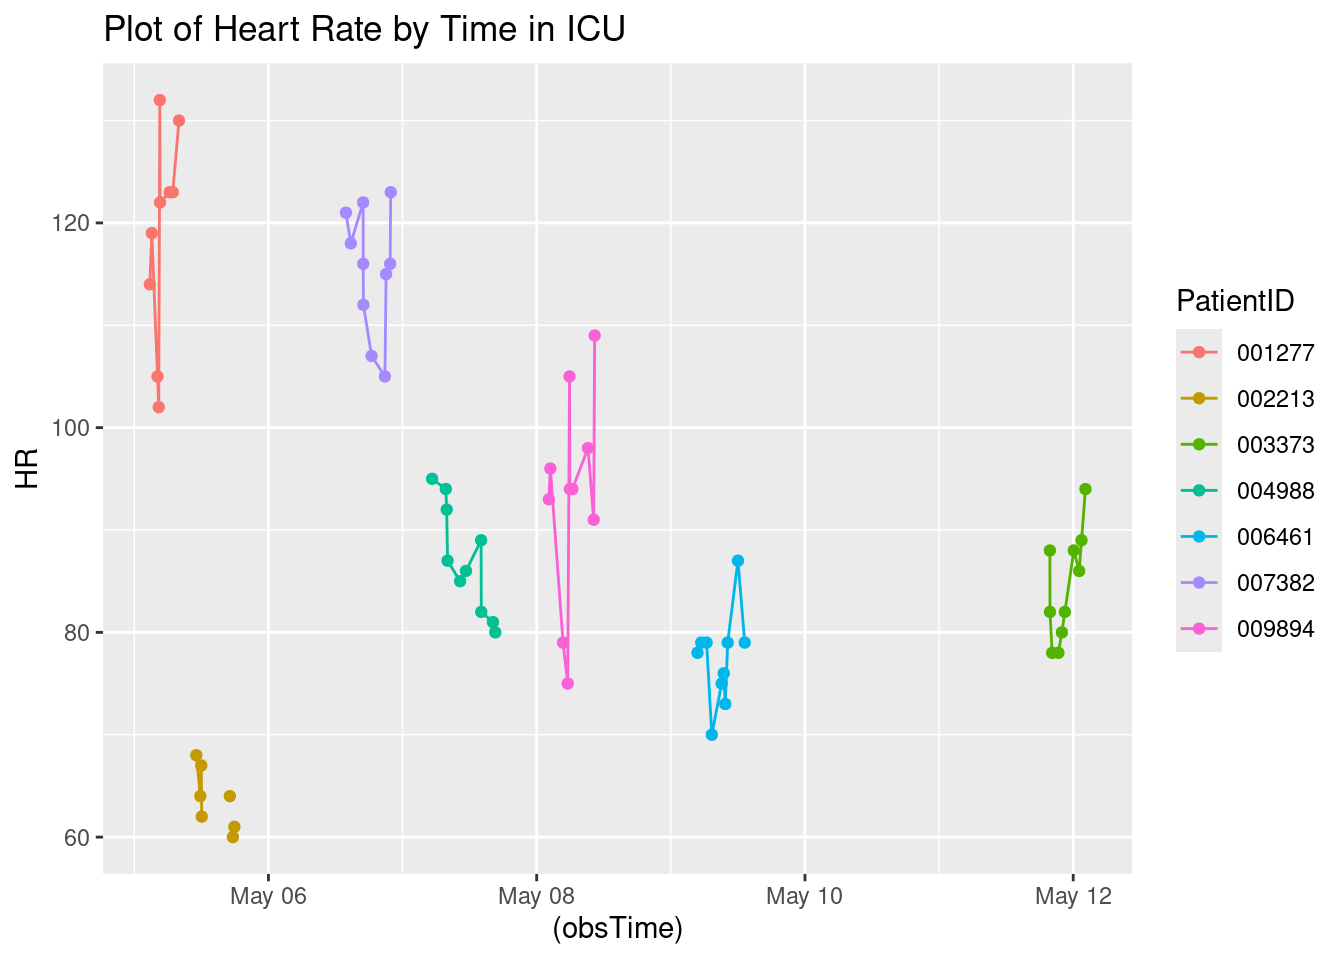 Plot of Heart Rate by Time in ICU
120
100
80
60
HR
May 06
May 08
May 10
May 12
(obsTime)
PatientID
001277
002213
003373
004988
006461
007382
009894